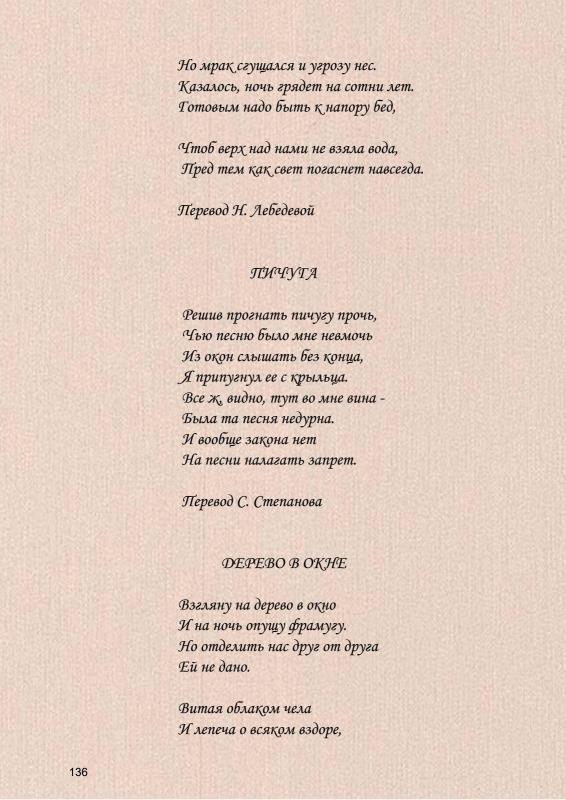 Но мрак сгущался и угрозу нес.
Казалось, ночь грядет на сотни лет.
Готовым надо быть к напору бед,
Чтоб верх над нами не взяла вода,
Пред тем как свет погаснет навсегда.
Перевод Н. Лебедевой
ПИЧУГА
Решив прогнать пичугу прочь,
Чью песню было мне невмочь
Из окон слышать без конца,
Я припугнул ее с крыльца.
Все ж, видно, тут во мне вина -
Была та песня недурна.
И вообще закона нет
На песни налагать запрет.
Перевод С. Степанова
ДЕРЕВО В ОКНЕ
Взгляну на дерево в окно
И на ночь опущу фрамугу.
Но отделить нас друг от друга
Ей не дано.
Витая облаком чела
И лепеча о всяком вздоре,
136